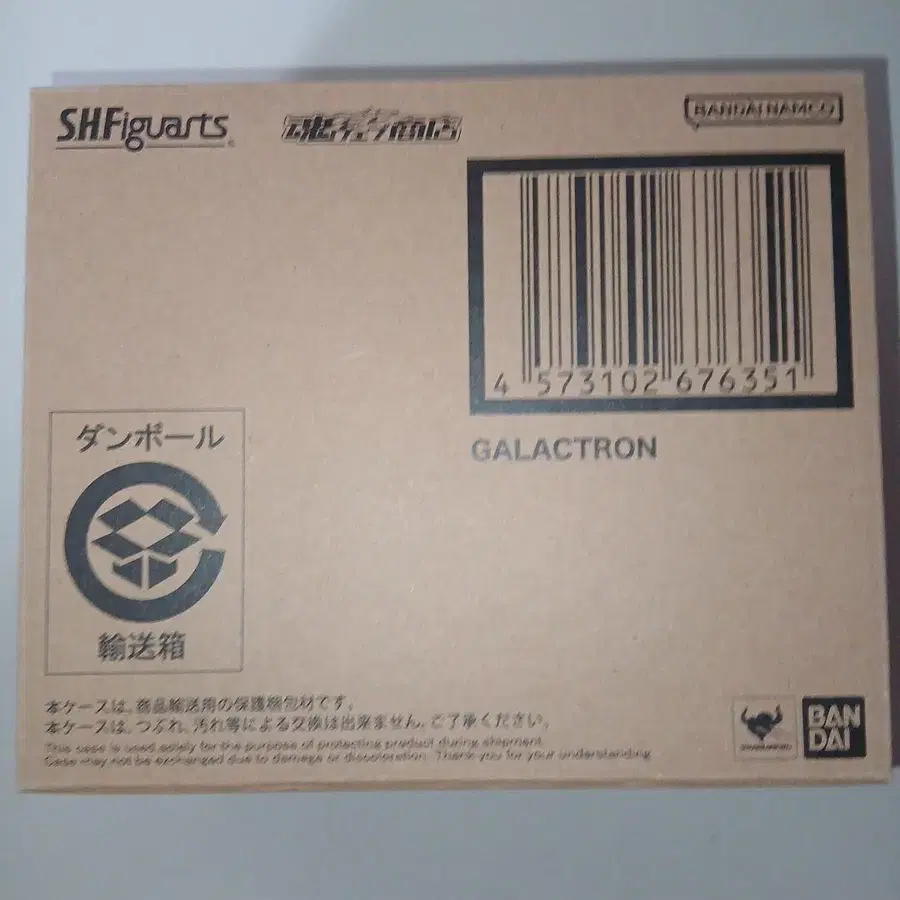 S.H.Figuarts
魂ウェブ商店
BANDAI NAMCO
4 573102 676351
GALACTRON
ダンボール
輸送箱
本ケースは、商品輸送用の保護梱包材です。
本ケースは、つぶれ、汚れ等による交換は出来ません。ご了承ください。
This case is used solely for the purpose of protecting product during shipment.
Case may not be exchanged due to damage or discoloration. Thank you for your understanding.
BAN
DAI